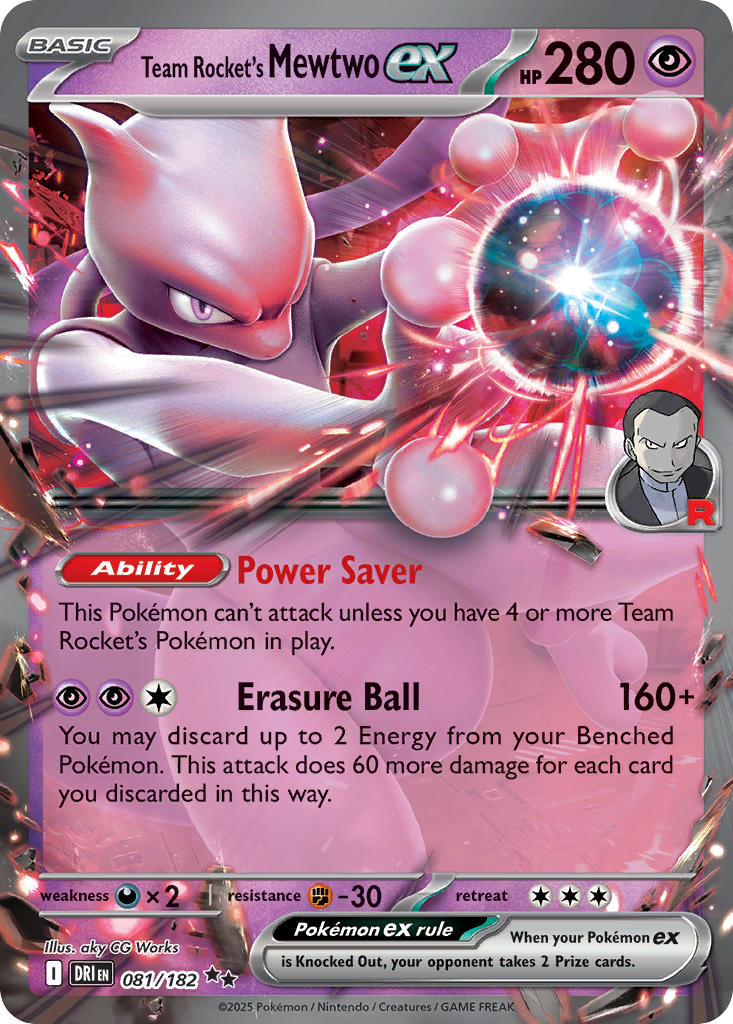 BASIC
Team Rocket's Mewtwo ex HP 280
R
Ability Power Saver
This Pokémon can't attack unless you have 4 or more Team
Rocket's Pokémon in play.
Erasure Ball 160+
You may discard up to 2 Energy from your Benched
Pokémon. This attack does 60 more damage for each card
you discarded in this way.
weakness ×2 resistance -30 retreat
Illus. aky CG Works
Pokémon ex rule When your Pokémon ex
is Knocked Out, your opponent takes 2 Prize cards.
I DRI EN 081/182 ★★
©2025 Pokémon / Nintendo / Creatures / GAME FREAK